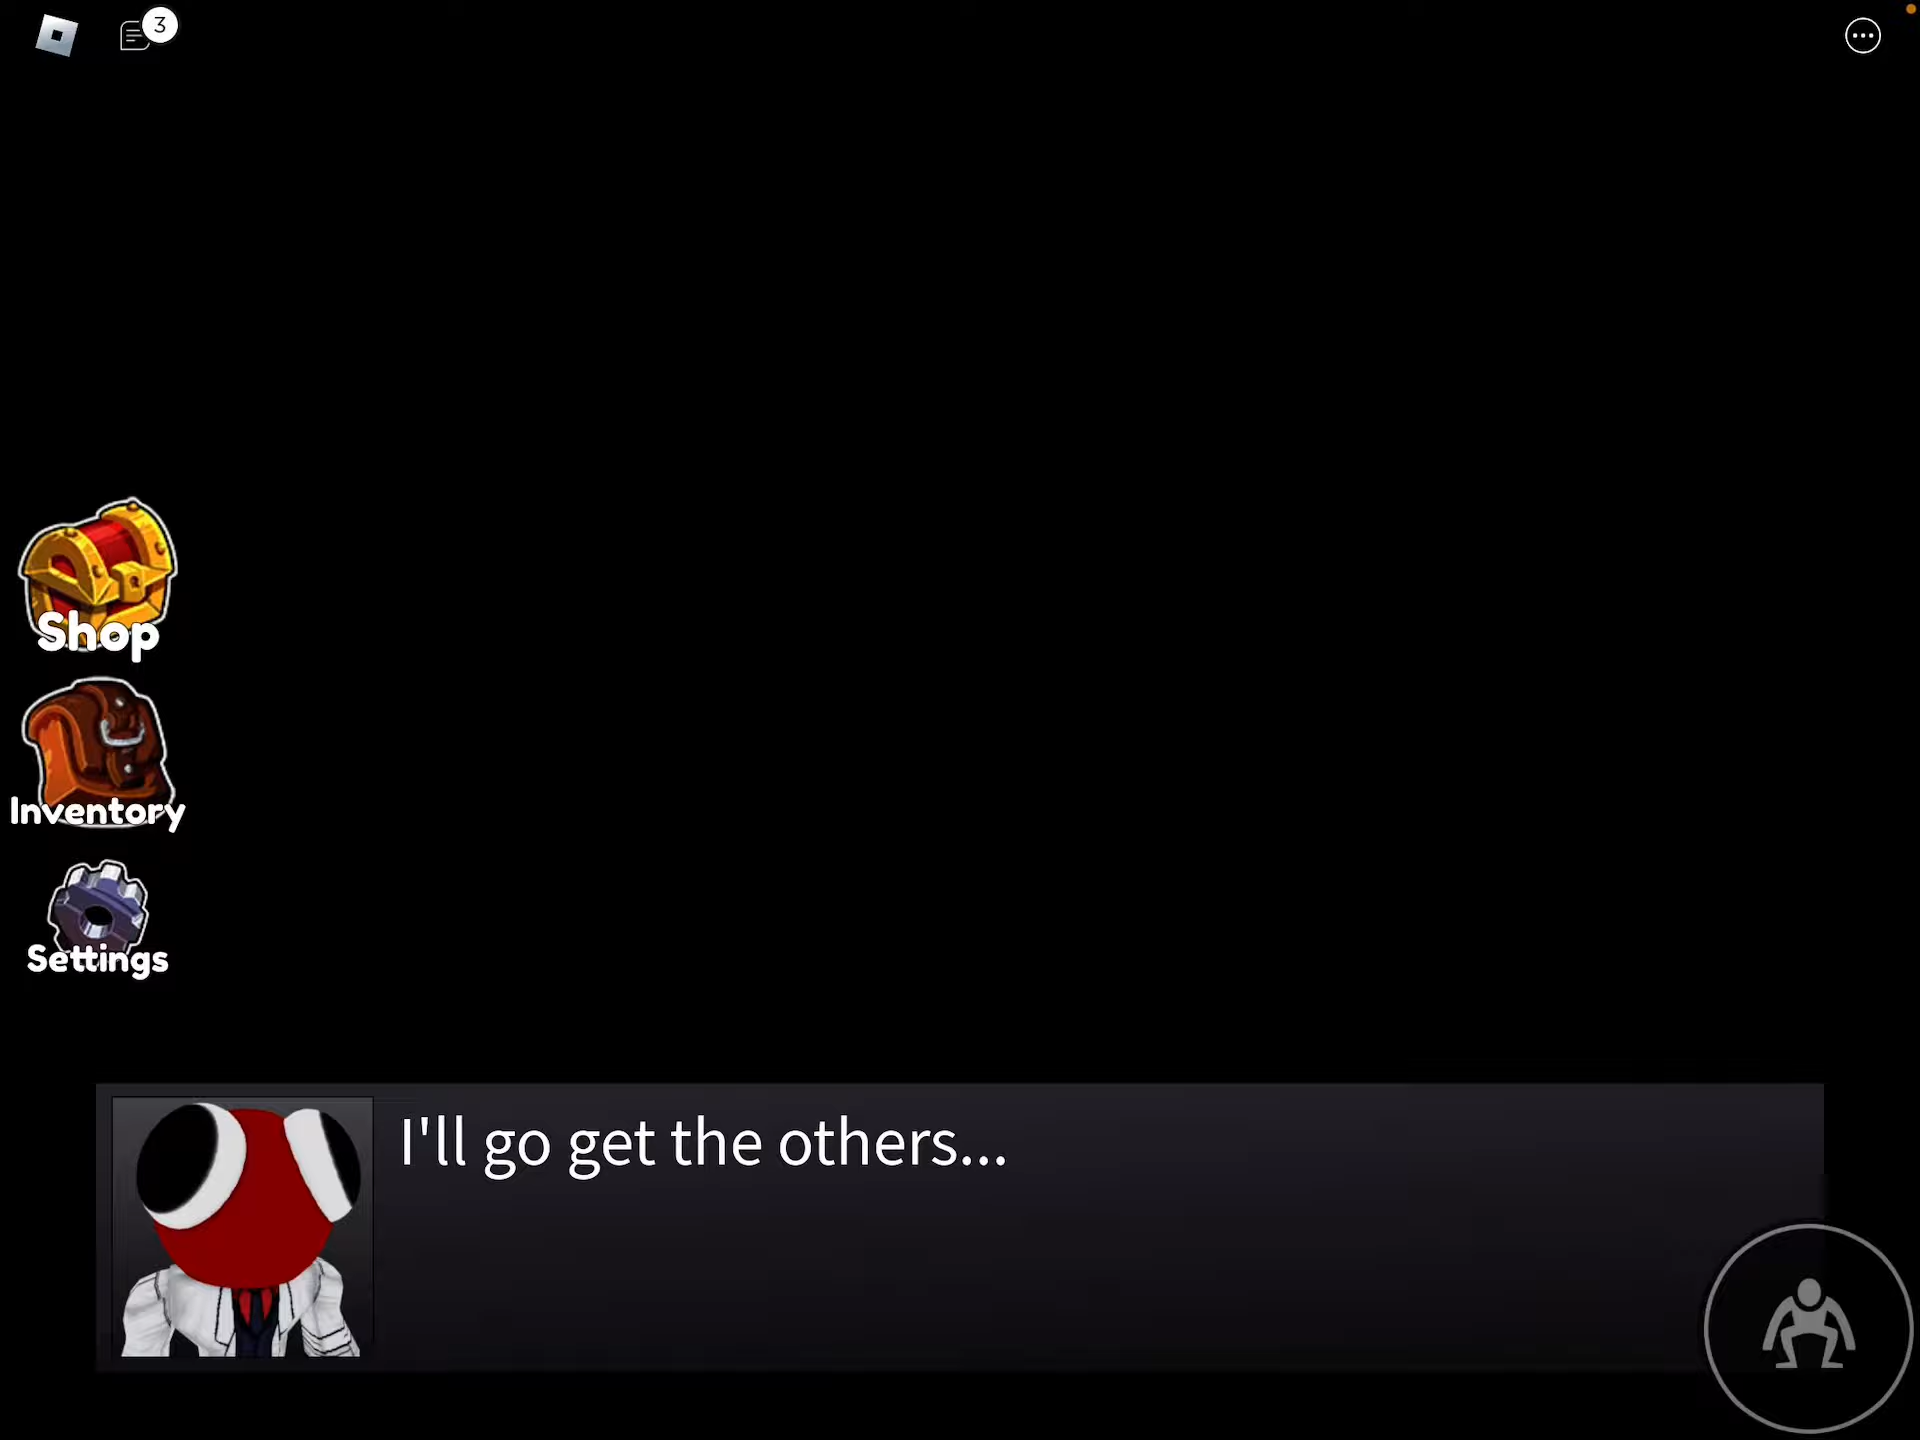 3
Shop
Inventory
Settings
I'll go get the others...